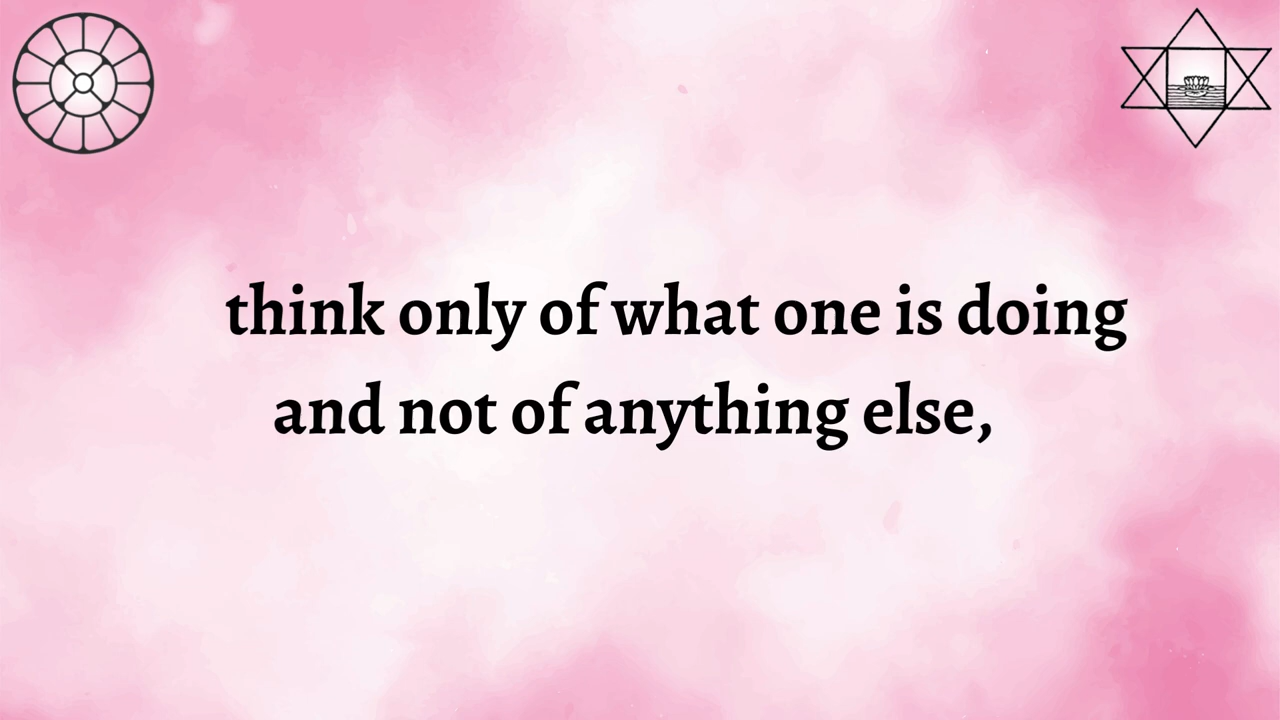 think only of what one is doing
and not of anything else,